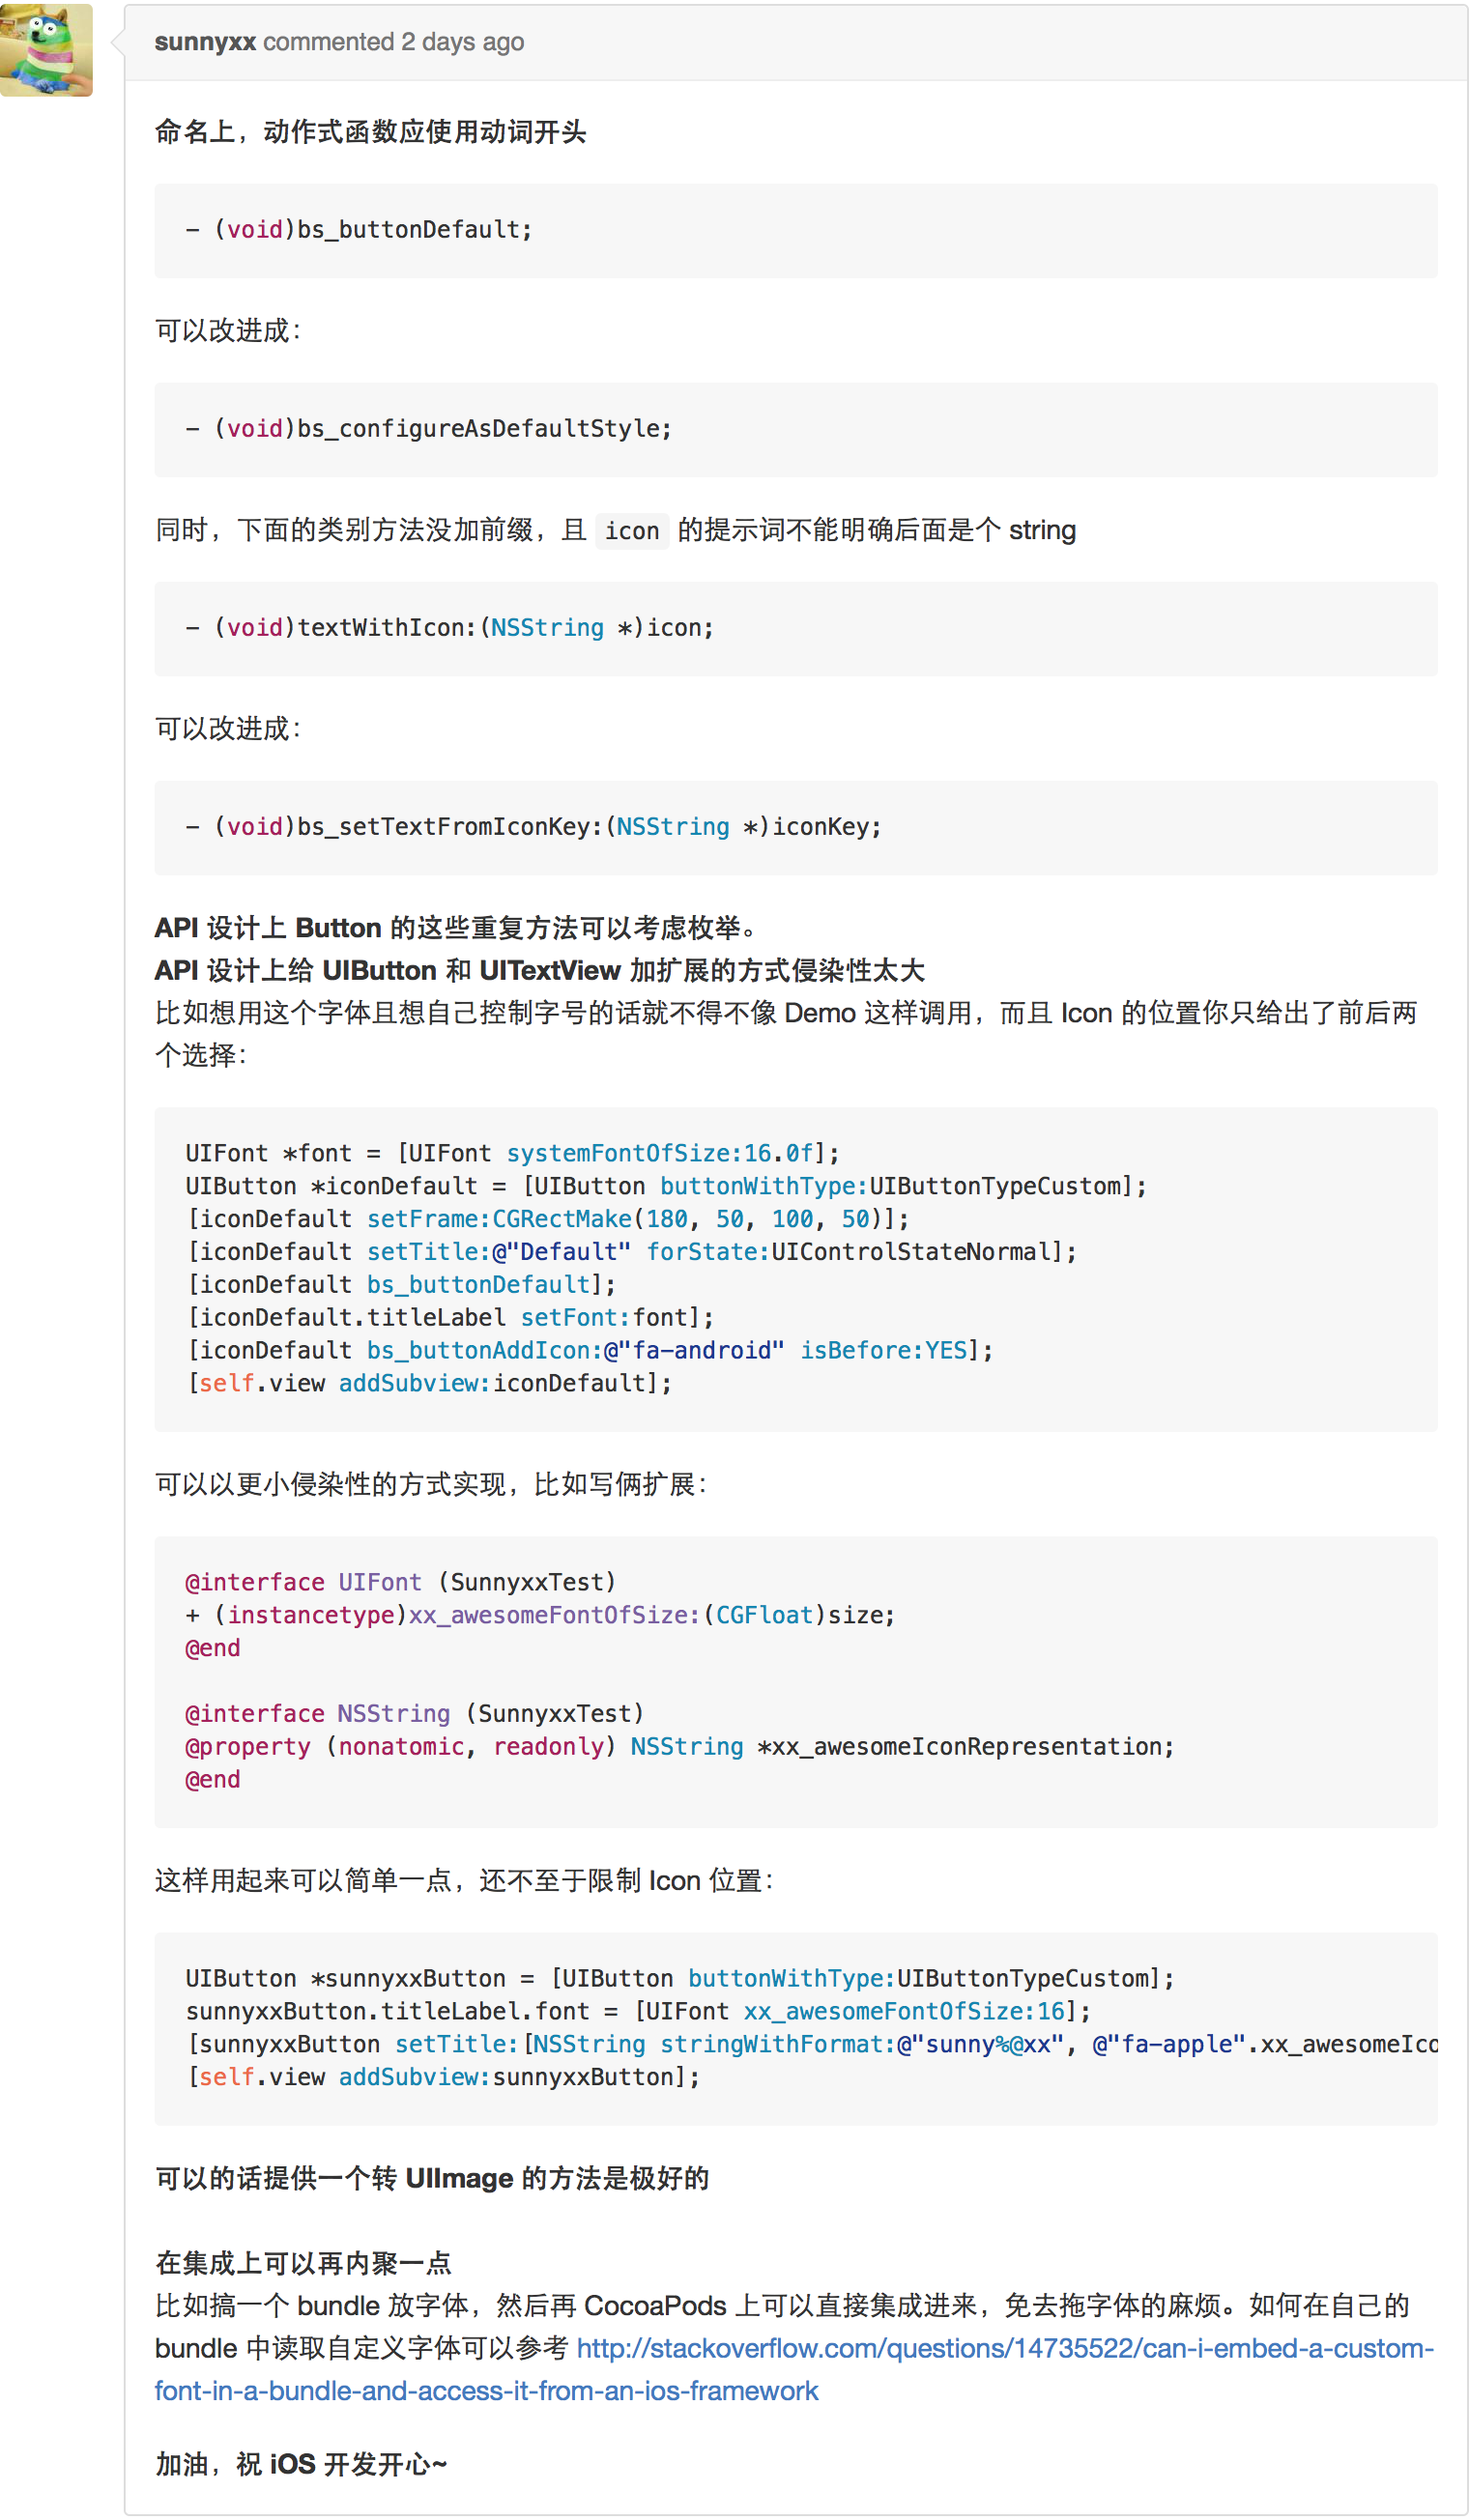 sunnyxx commented 2 days ago
命名上，动作式函数应使用动词开头
- (void)bs_buttonDefault;
可以改进成：
- (void)bs_configureAsDefaultStyle;
同时，下面的类别方法没加前缀，且 icon 的提示词不能明确后面是个 string
- (void)textWithIcon:(NSString *)icon;
可以改进成：
- (void)bs_setTextFromIconKey:(NSString *)iconKey;
API 设计上 Button 的这些重复方法可以考虑枚举。
API 设计上给 UIButton 和 UITextView 加扩展的方式侵染性太大
比如想用这个字体且想自己控制字号的话就不得不像 Demo 这样调用，而且 Icon 的位置你只给出了前后两
个选择：
UIFont *font = [UIFont systemFontOfSize:16.0f];
UIButton *iconDefault = [UIButton buttonWithType:UIButtonTypeCustom];
[iconDefault setFrame:CGRectMake(180, 50, 100, 50)];
[iconDefault setTitle:@"Default" forState:UIControlStateNormal];
[iconDefault bs_buttonDefault];
[iconDefault.titleLabel setFont:font];
[iconDefault bs_buttonAddIcon:@"fa-android" isBefore:YES];
[self.view addSubview:iconDefault];
可以以更小侵染性的方式实现，比如写俩扩展：
@interface UIFont (SunnyxxTest)
+ (instancetype)xx_awesomeFontOfSize:(CGFloat)size;
@end
@interface NSString (SunnyxxTest)
@property (nonatomic, readonly) NSString *xx_awesomeIconRepresentation;
@end
这样用起来可以简单一点，还不至于限制 Icon 位置：
UIButton *sunnyxxButton = [UIButton buttonWithType:UIButtonTypeCustom];
sunnyxxButton.titleLabel.font = [UIFont xx_awesomeFontOfSize:16];
[sunnyxxButton setTitle:[NSString stringWithFormat:@"sunny%@xx", @"fa-apple".xx_awesomeIco
[self.view addSubview:sunnyxxButton];
可以的话提供一个转 UIImage 的方法是极好的
在集成上可以再内聚一点
比如搞一个 bundle 放字体，然后再 CocoaPods 上可以直接集成进来，免去拖字体的麻烦。如何在自己的
bundle 中读取自定义字体可以参考 http://stackoverflow.com/questions/14735522/can-i-embed-a-custom-
font-in-a-bundle-and-access-it-from-an-ios-framework
加油，祝 iOS 开发开心~